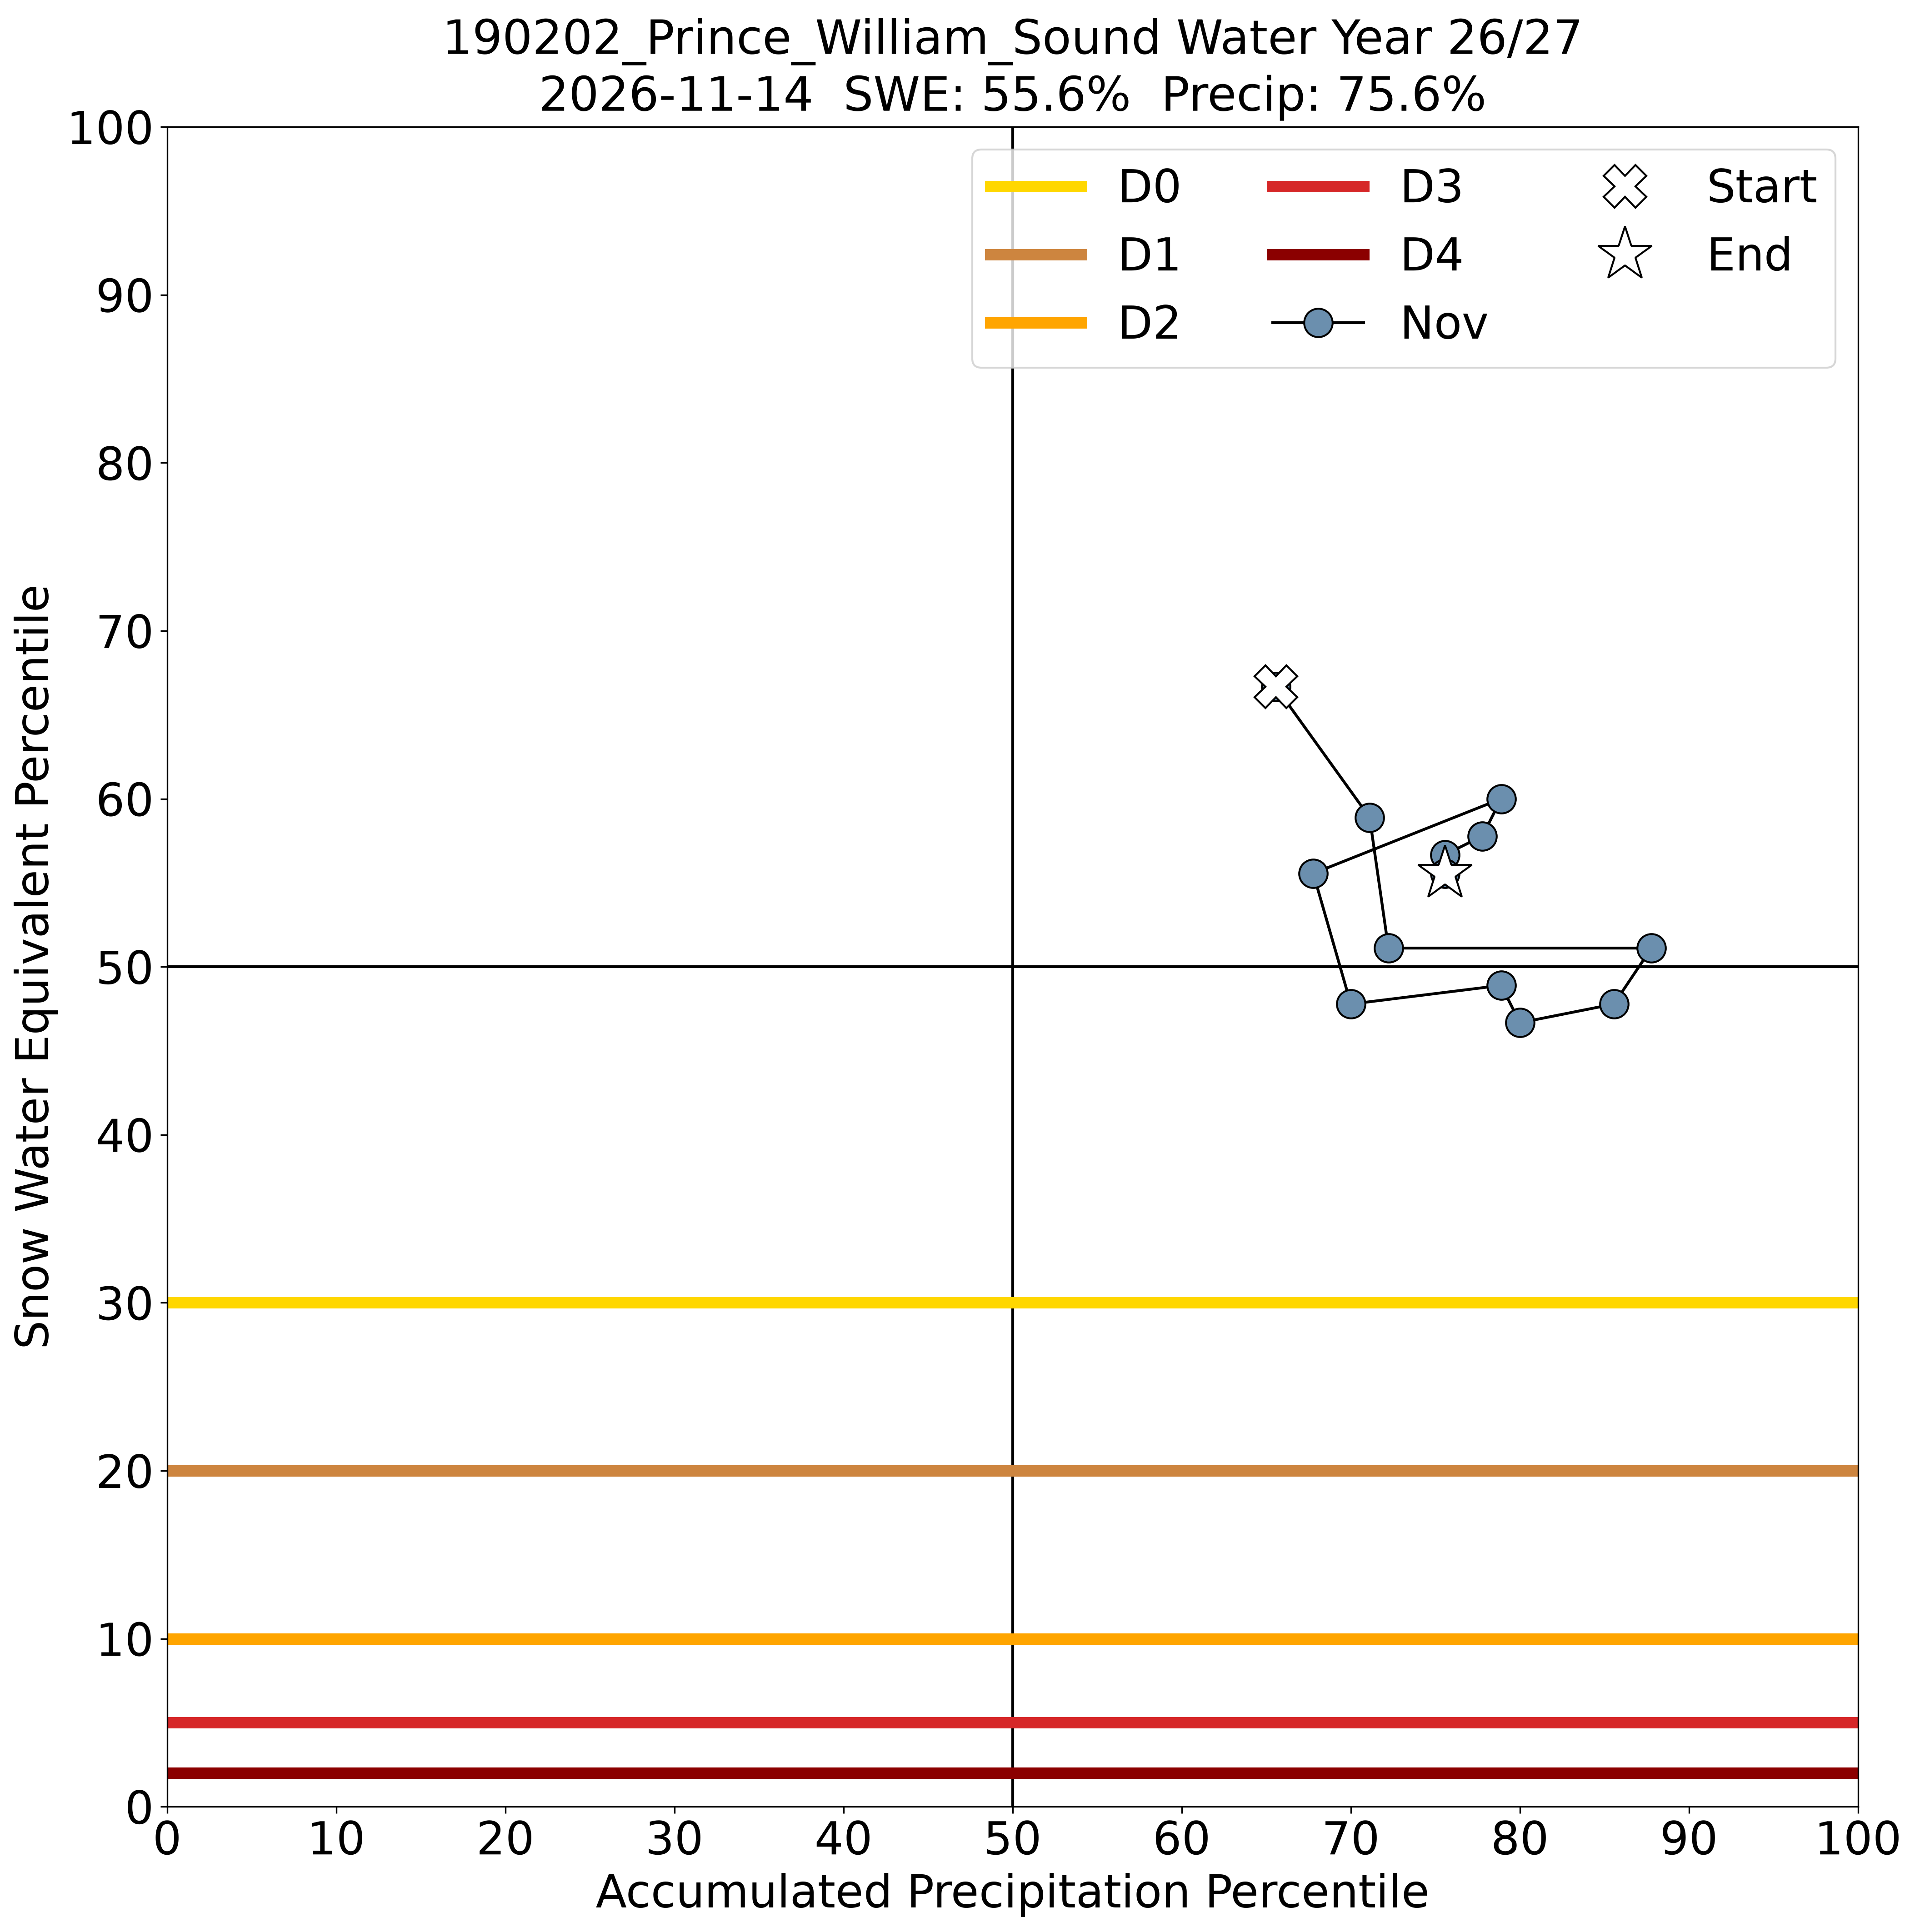 190202_Prince_William_Sound Water Year 26/27
2026-11-14  SWE: 55.6%  Precip: 75.6%
D0
D1
D2
D3
D4
Nov
Start
End
Snow Water Equivalent Percentile
100
90
80
70
60
50
40
30
20
10
0
0 10 20 30 40 50 60 70 80 90 100
Accumulated Precipitation Percentile